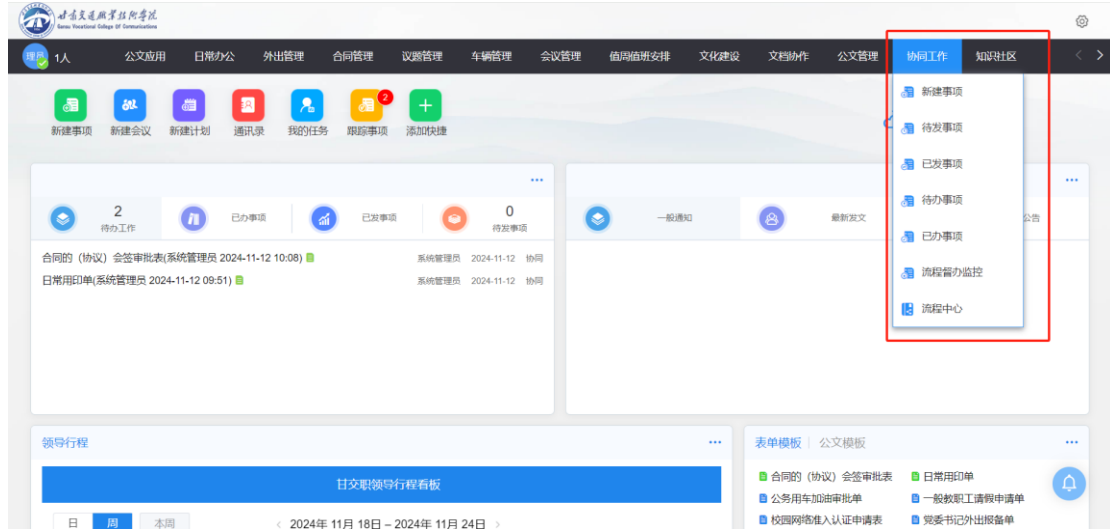 甘肃交通职业技术学院
Gansu Vocational College Of Communications
理员 1人 公文应用 日常办公 外出管理 合同管理 议题管理 车辆管理 会议管理 值周值班安排 文化建设 文档协作 公文管理 协同工作 知识社区
新建事项
待发事项
已发事项
待办事项
已办事项
流程督办监控
流程中心
2
新建事项 新建会议 新建计划 通讯录 我的任务 跟踪事项 添加快捷
2 待办工作 已办事项 已发事项 0 待发事项
一般通知 最新发文 公告
合同的（协议）会签审批表(系统管理员 2024-11-12 10:08) 系统管理员 2024-11-12 协同
日常用印单(系统管理员 2024-11-12 09:51) 系统管理员 2024-11-12 协同
领导行程
甘交职领导行程看板
日 周 本周 < 2024年 11月 18日 – 2024年 11月 24日 >
表单模板 公文模板
合同的（协议）会签审批表 日常用印单
公务用车加油审批单 一般教职工请假申请单
校园网络准入认证申请表 党委书记外出报备单